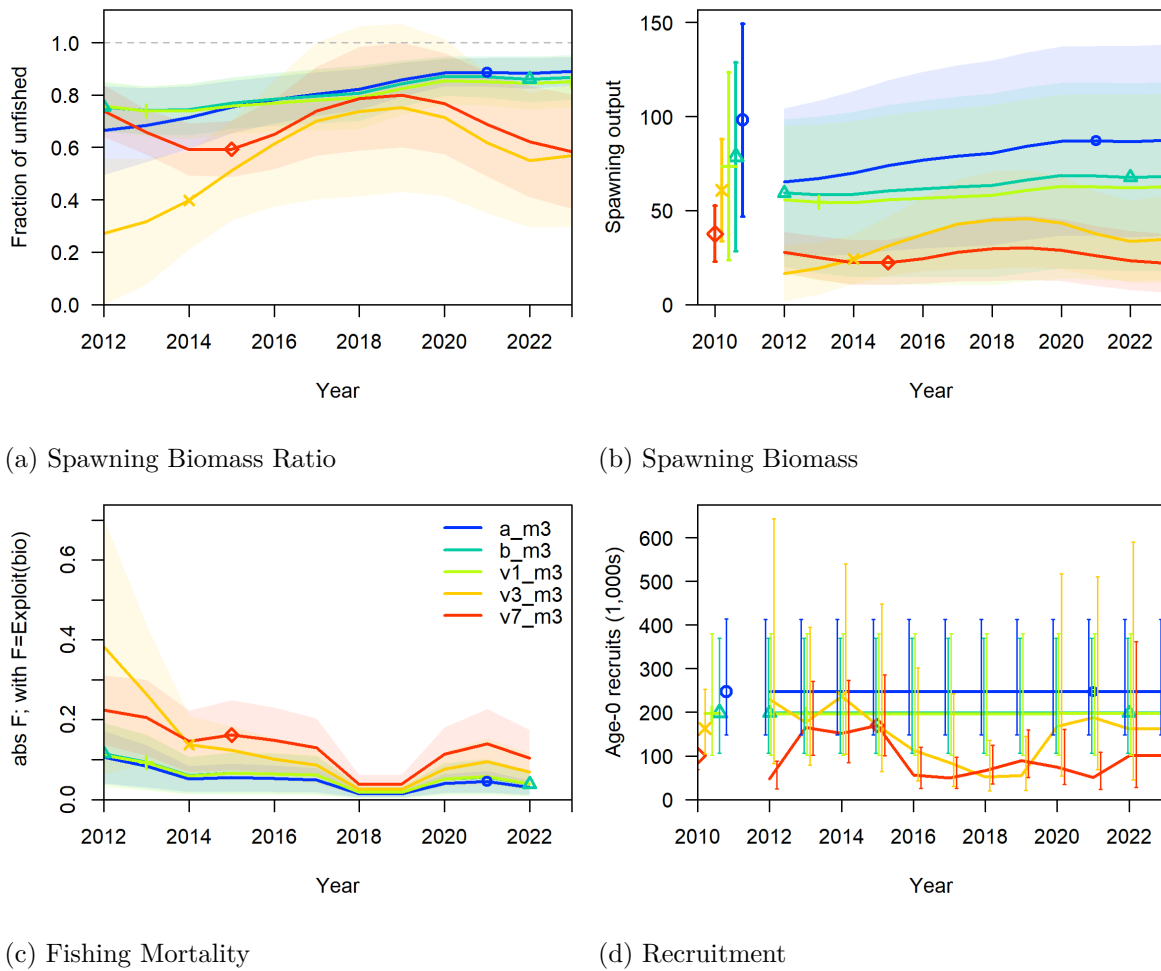 Fraction of unfished
0.0 0.2 0.4 0.6 0.8 1.0
2012 2014 2016 2018 2020 2022
Year
(a) Spawning Biomass Ratio
Spawning output
0 50 100 150
2010 2012 2014 2016 2018 2020 2022
Year
(b) Spawning Biomass
abs F; with F=Exploit(bio)
0.0 0.2 0.4 0.6
a_m3
b_m3
v1_m3
v3_m3
v7_m3
2012 2014 2016 2018 2020 2022
Year
(c) Fishing Mortality
Age-0 recruits (1,000s)
0 100 200 300 400 500 600
2010 2012 2014 2016 2018 2020 2022
Year
(d) Recruitment